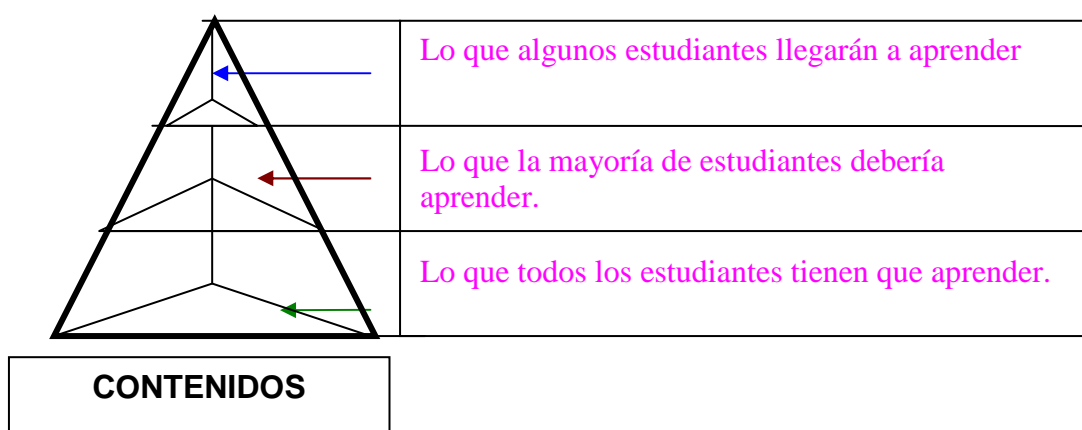 Lo que algunos estudiantes llegarán a aprender
Lo que la mayoría de estudiantes debería
aprender.
Lo que todos los estudiantes tienen que aprender.
CONTENIDOS